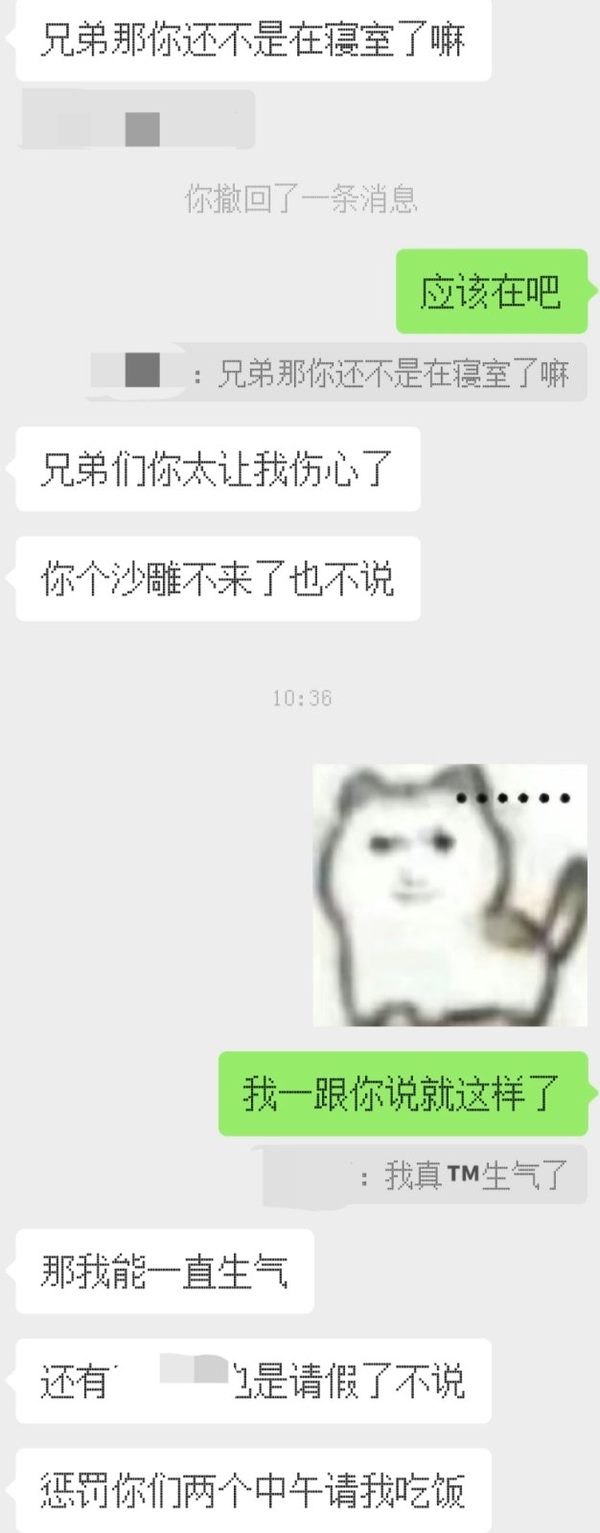 兄弟那你还不是在寝室了嘛
你撤回了一条消息
应该在吧
：兄弟那你还不是在寝室了嘛
兄弟们你太让我伤心了
你个沙雕不来了也不说
10:36
······
我一跟你说就这样了
：我真™生气了
那我能一直生气
还有 是请假了不说
惩罚你们两个中午请我吃饭